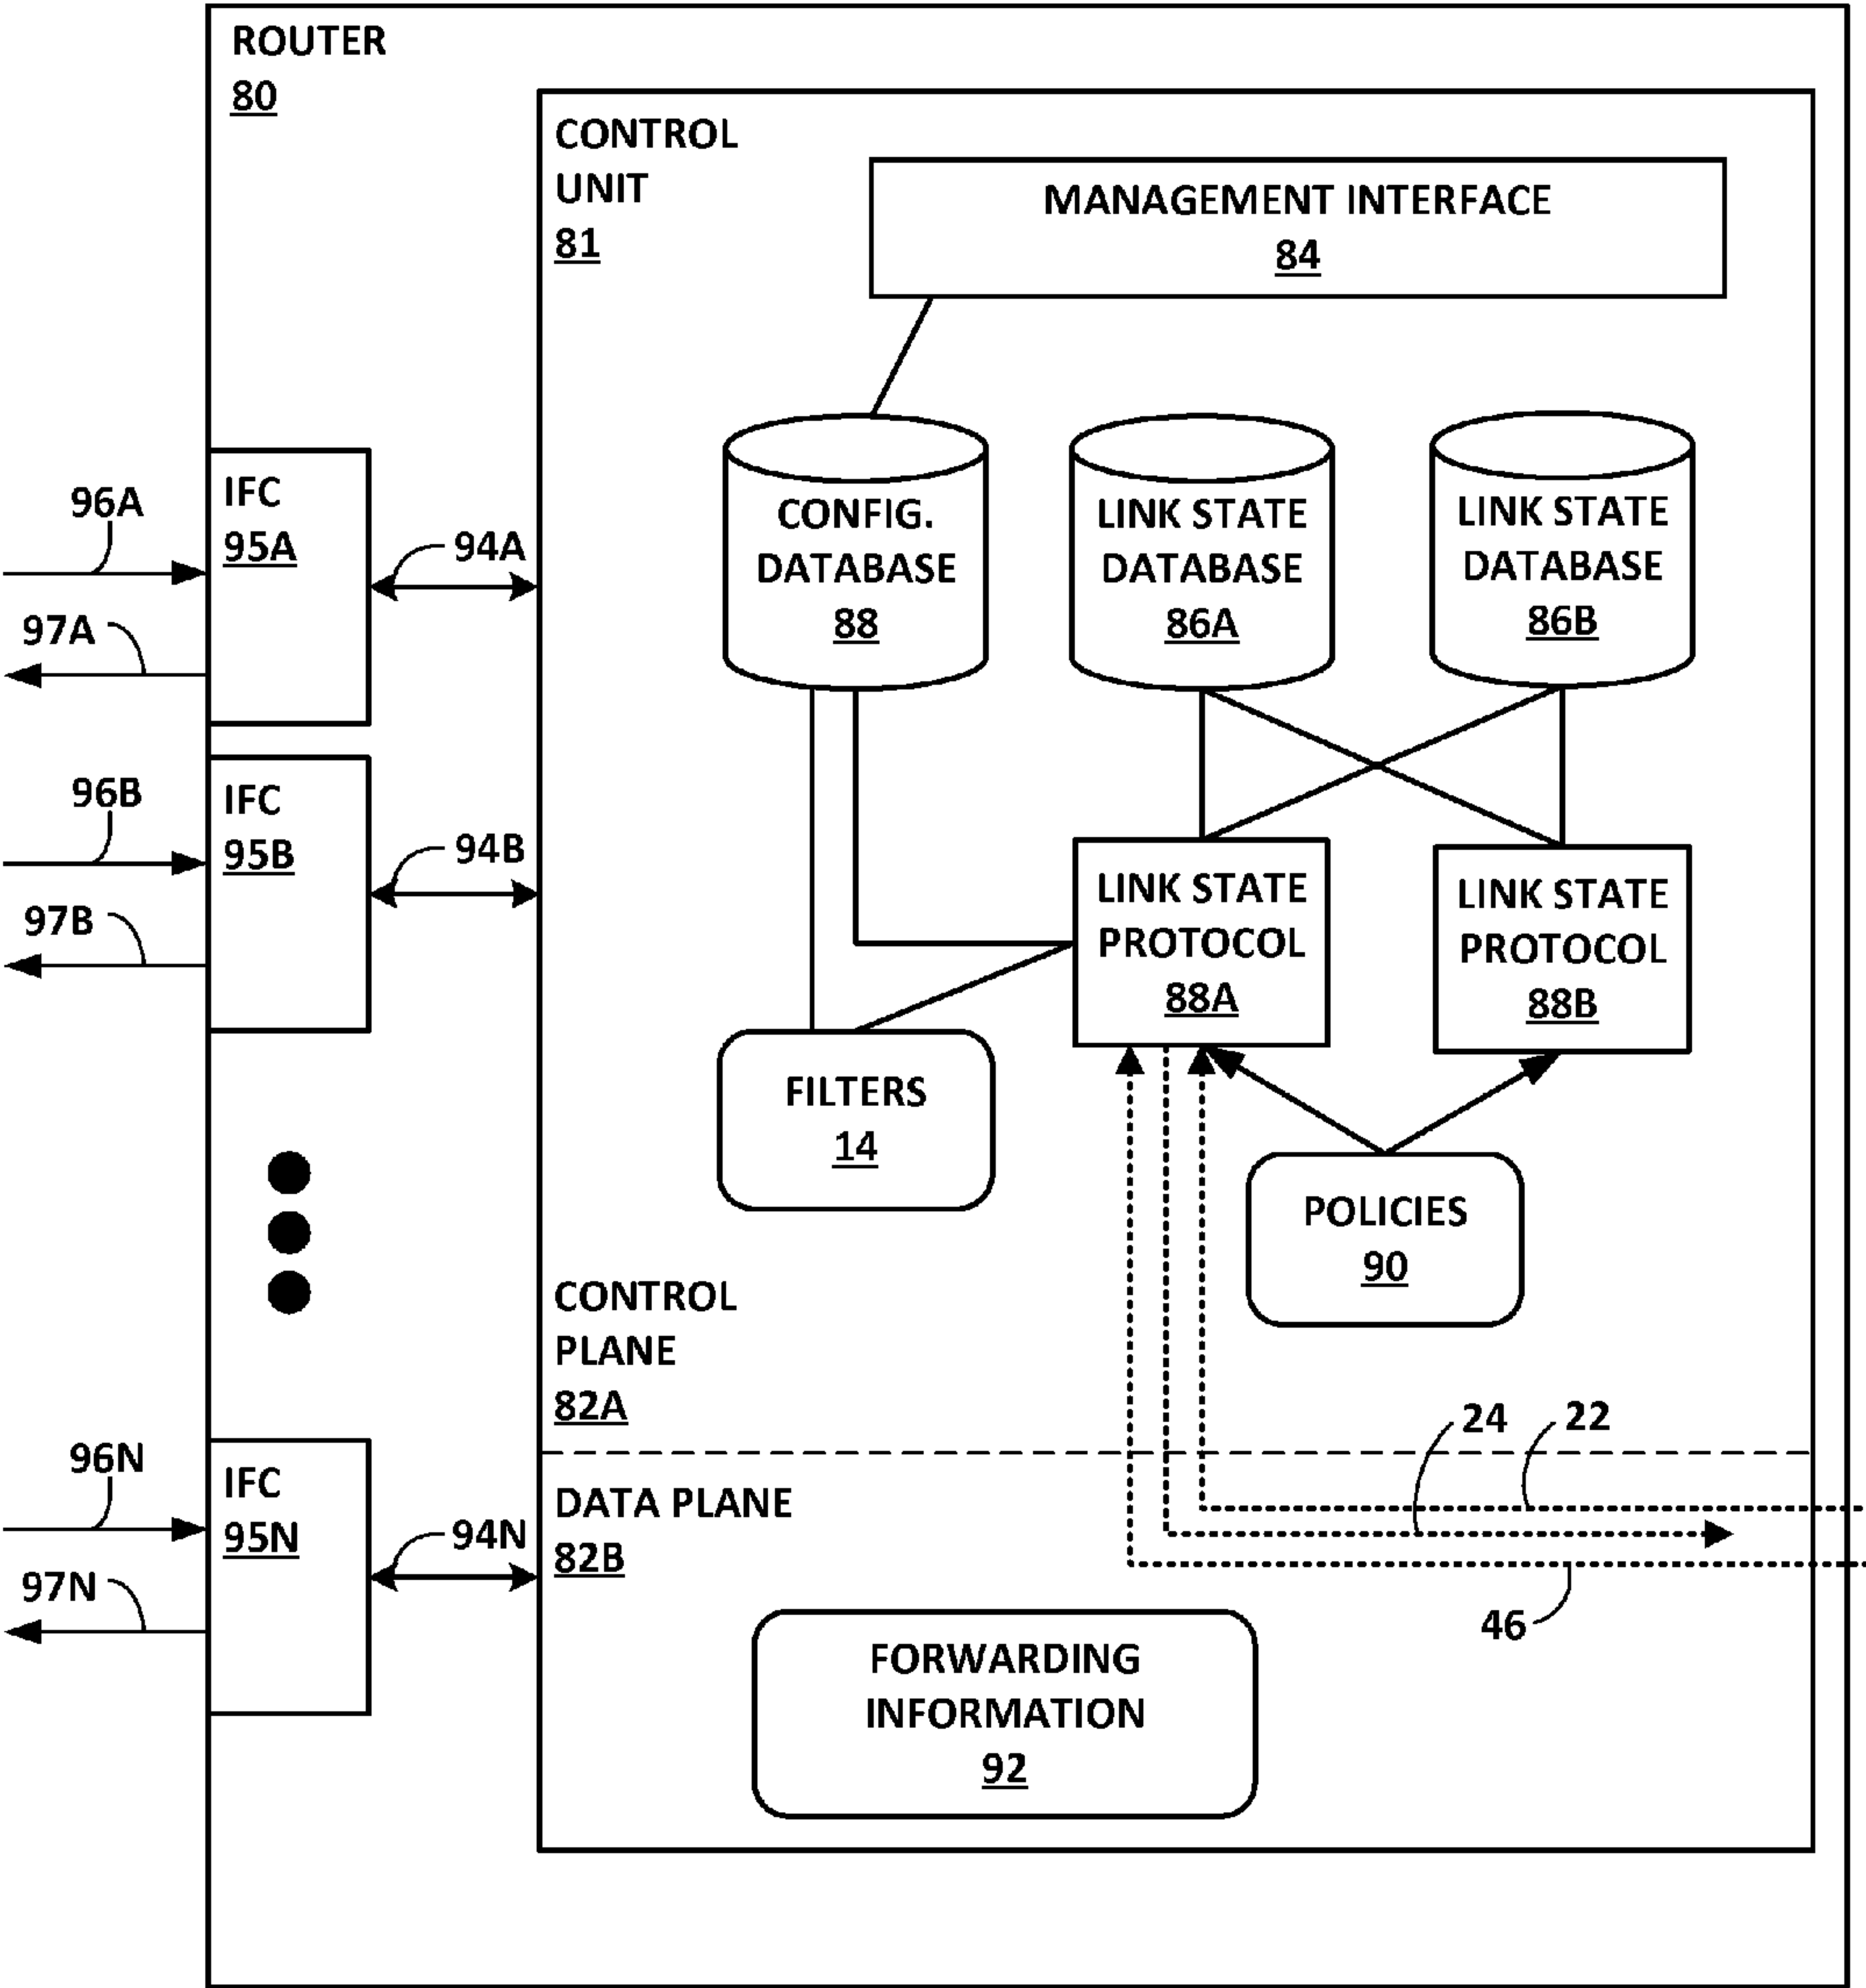 ROUTER
80
CONTROL
UNIT
81
MANAGEMENT INTERFACE
84
CONFIG.
DATABASE
88
LINK STATE
DATABASE
86A
LINK STATE
DATABASE
86B
IFC
95A
96A
97A
94A
IFC
95B
96B
97B
94B
LINK STATE
PROTOCOL
88A
LINK STATE
PROTOCOL
88B
FILTERS
14
POLICIES
90
CONTROL
PLANE
82A
24
22
IFC
95N
96N
97N
94N
DATA PLANE
82B
46
FORWARDING
INFORMATION
92